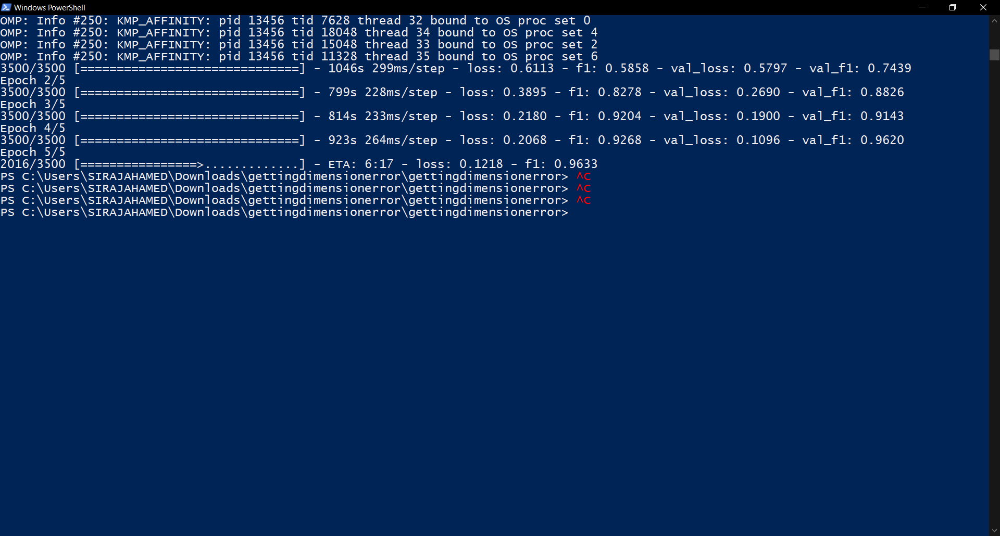 Windows PowerShell
OMP: Info #250: KMP_AFFINITY: pid 13456 tid 7628 thread 32 bound to OS proc set 0
OMP: Info #250: KMP_AFFINITY: pid 13456 tid 18048 thread 34 bound to OS proc set 4
OMP: Info #250: KMP_AFFINITY: pid 13456 tid 15048 thread 33 bound to OS proc set 2
OMP: Info #250: KMP_AFFINITY: pid 13456 tid 11328 thread 35 bound to OS proc set 6
3500/3500 [==============================] - 1046s 299ms/step - loss: 0.6113 - f1: 0.5858 - val_loss: 0.5797 - val_f1: 0.7439
Epoch 2/5
3500/3500 [==============================] - 799s 228ms/step - loss: 0.3895 - f1: 0.8278 - val_loss: 0.2690 - val_f1: 0.8826
Epoch 3/5
3500/3500 [==============================] - 814s 233ms/step - loss: 0.2180 - f1: 0.9204 - val_loss: 0.1900 - val_f1: 0.9143
Epoch 4/5
3500/3500 [==============================] - 923s 264ms/step - loss: 0.2068 - f1: 0.9268 - val_loss: 0.1096 - val_f1: 0.9620
Epoch 5/5
2016/3500 [================>.............] - ETA: 6:17 - loss: 0.1218 - f1: 0.9633
PS C:\Users\SIRAJAHAMED\Downloads\gettingdimensionerror\gettingdimensionerror> ^C
PS C:\Users\SIRAJAHAMED\Downloads\gettingdimensionerror\gettingdimensionerror> ^C
PS C:\Users\SIRAJAHAMED\Downloads\gettingdimensionerror\gettingdimensionerror> ^C
PS C:\Users\SIRAJAHAMED\Downloads\gettingdimensionerror\gettingdimensionerror>